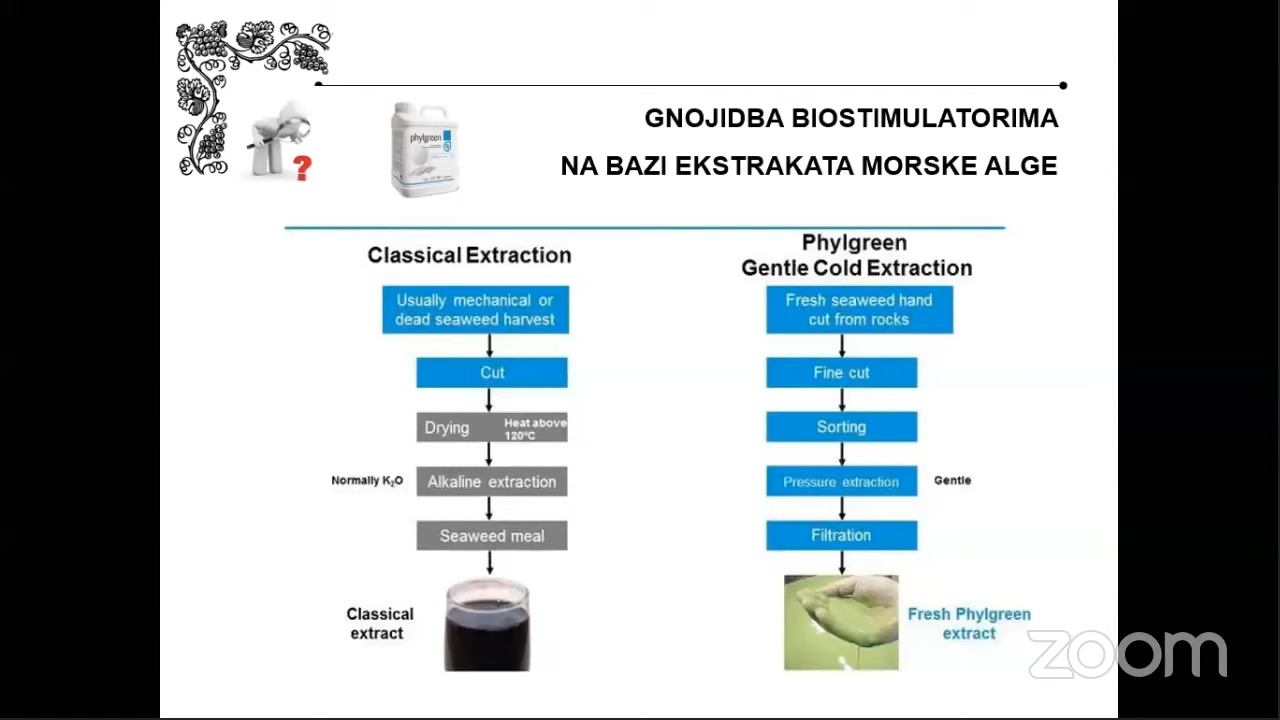 GNOJIDBA BIOSTIMULATORIMA
NA BAZI EKSTRAKATA MORSKE ALGE
?
phylgreen
Classical Extraction
Usually mechanical or
dead seaweed harvest
Cut
Drying
Heat above
120°C
Normally K₂O
Alkaline extraction
Seaweed meal
Classical
extract
Phylgreen
Gentle Cold Extraction
Fresh seaweed hand
cut from rocks
Fine cut
Sorting
Pressure extraction
Gentle
Filtration
Fresh Phylgreen
extract
zoom